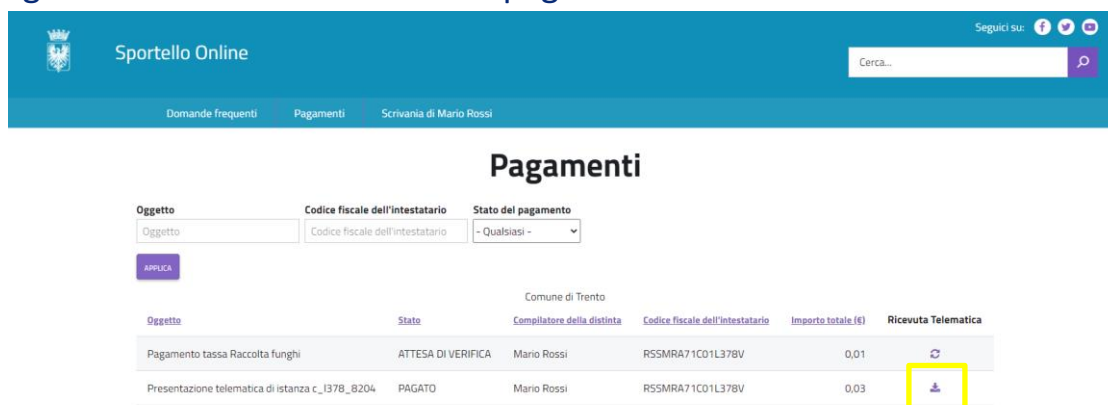 Seguici su:
Sportello Online
Cerca...
Domande frequenti Pagamenti Scrivania di Mario Rossi
Pagamenti
Oggetto Codice fiscale dell'intestatario Stato del pagamento
Oggetto Codice fiscale dell'intestatario - Qualsiasi -
APPLICA
Comune di Trento
Oggetto Stato Compilatore della distinta Codice fiscale dell'intestatario Importo totale (€) Ricevuta Telematica
Pagamento tassa Raccolta funghi ATTESA DI VERIFICA Mario Rossi RSSMRA71C01L378V 0,01
Presentazione telematica di istanza c_l378_8204 PAGATO Mario Rossi RSSMRA71C01L378V 0,03